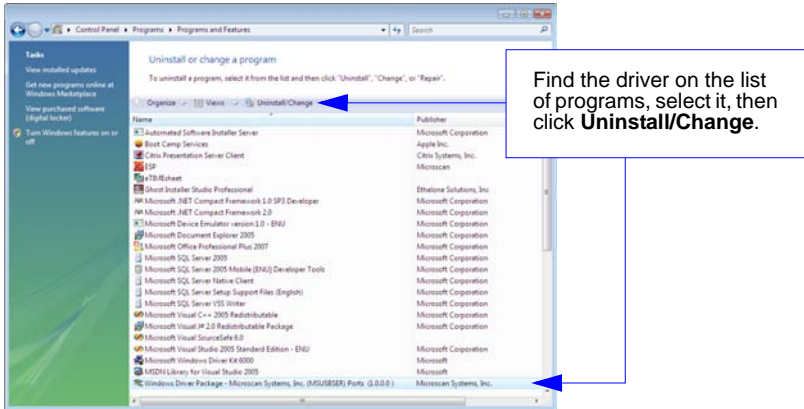 Control Panel ▸ Programs ▸ Programs and Features
Search
Tasks
View installed updates
Get new programs online at
Windows Marketplace
View purchased software
(digital locker)
Turn Windows features on or
off
Uninstall or change a program
To uninstall a program, select it from the list and then click "Uninstall", "Change", or "Repair".
Organize Views Uninstall/Change
Name Publisher
Automated Software Installer Server Microsoft Corporation
Boot Camp Services Apple Inc.
Citrix Presentation Server Client Citrix Systems, Inc.
ESP Microscan
eTIMEsheet
Ghost Installer Studio Professional Ethalone Solutions, Inc
Microsoft .NET Compact Framework 1.0 SP3 Developer Microsoft Corporation
Microsoft .NET Compact Framework 2.0 Microsoft Corporation
Microsoft Device Emulator version 1.0 - ENU Microsoft Corporation
Microsoft Document Explorer 2005 Microsoft Corporation
Microsoft Office Professional Plus 2007 Microsoft Corporation
Microsoft SQL Server 2005 Microsoft Corporation
Microsoft SQL Server 2005 Mobile [ENU] Developer Tools Microsoft Corporation
Microsoft SQL Server Native Client Microsoft Corporation
Microsoft SQL Server Setup Support Files (English) Microsoft Corporation
Microsoft SQL Server VSS Writer Microsoft Corporation
Microsoft Visual C++ 2005 Redistributable Microsoft Corporation
Microsoft Visual J# 2.0 Redistributable Package Microsoft Corporation
Microsoft Visual SourceSafe 6.0
Microsoft Visual Studio 2005 Standard Edition - ENU Microsoft Corporation
Microsoft Windows Driver Kit 6000 Microsoft
MSDN Library for Visual Studio 2005 Microsoft
Windows Driver Package - Microscan Systems, Inc. (MSUSBSER) Ports (1.0.0.0 ) Microscan Systems, Inc.
Find the driver on the list
of programs, select it, then
click Uninstall/Change.